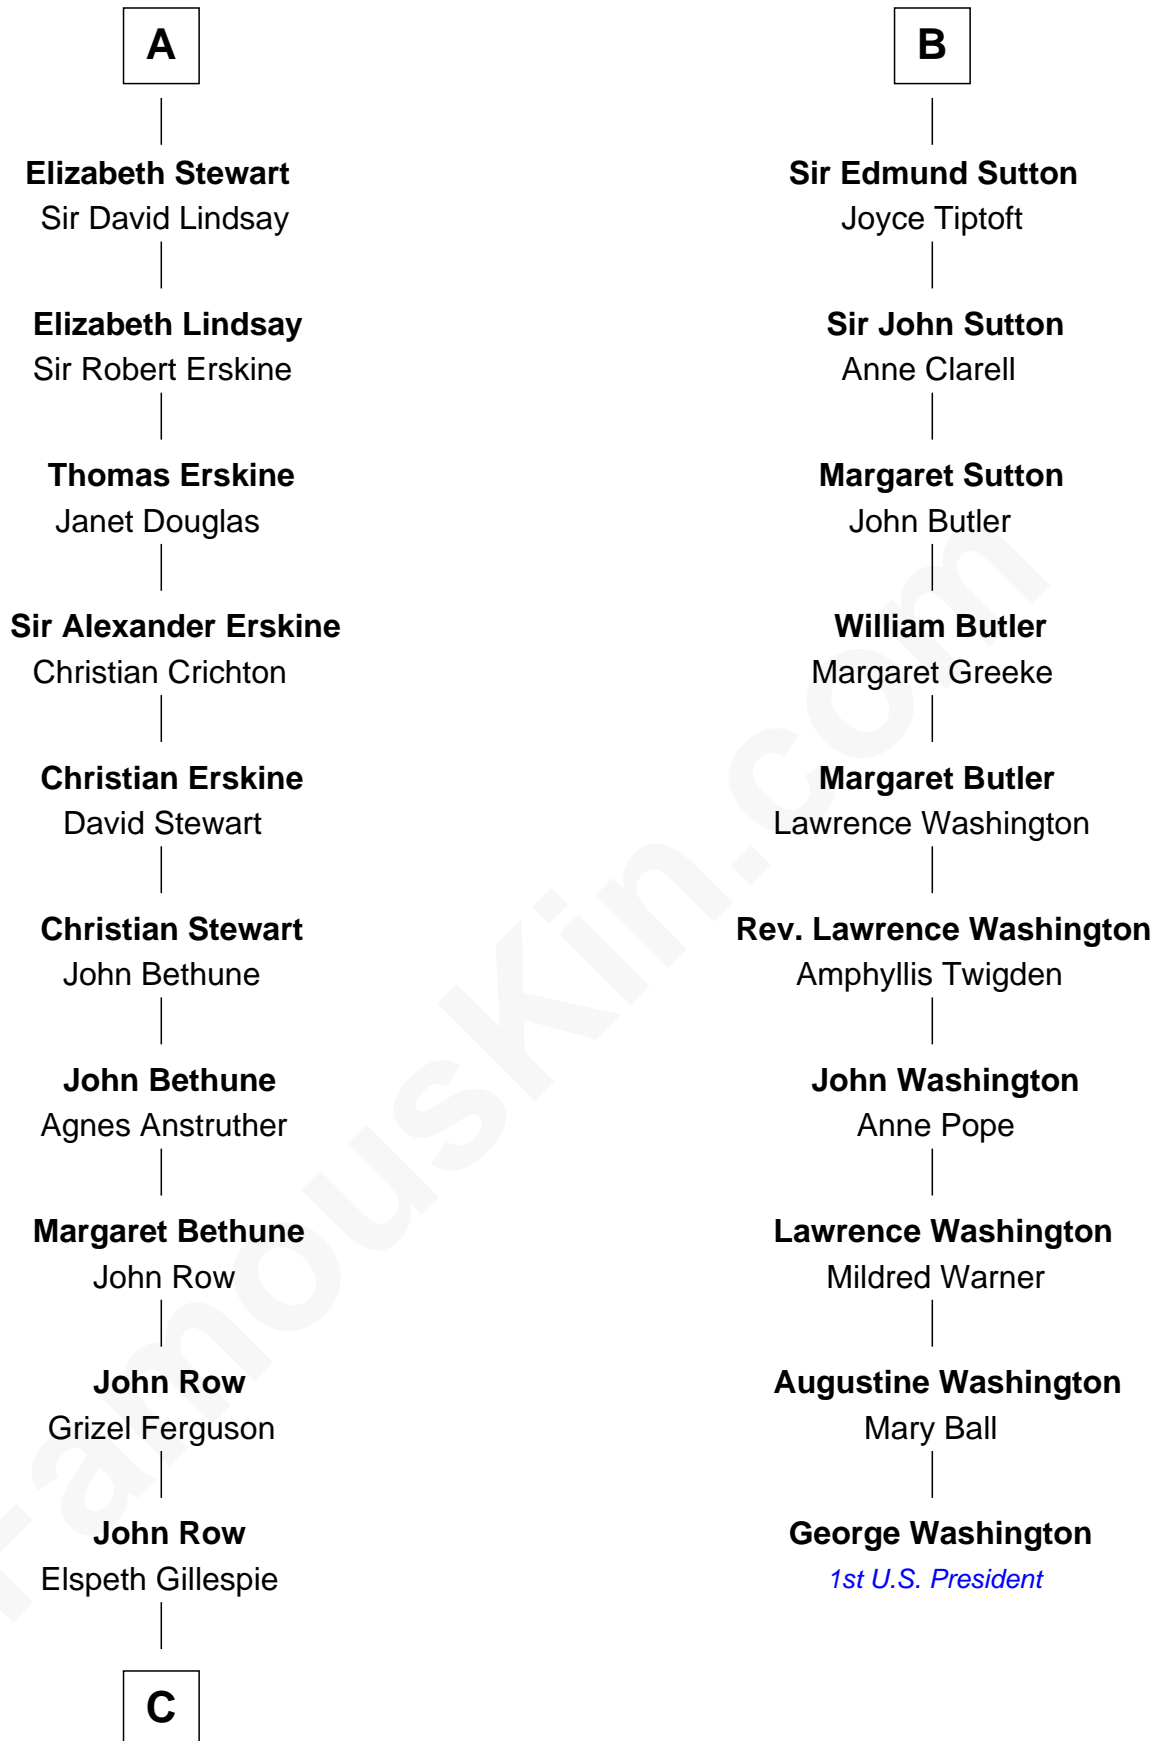 A
Elizabeth Stewart
Sir David Lindsay
Elizabeth Lindsay
Sir Robert Erskine
Thomas Erskine
Janet Douglas
Sir Alexander Erskine
Christian Crichton
Christian Erskine
David Stewart
Christian Stewart
John Bethune
John Bethune
Agnes Anstruther
Margaret Bethune
John Row
John Row
Grizel Ferguson
John Row
Elspeth Gillespie
C
B
Sir Edmund Sutton
Joyce Tiptoft
Sir John Sutton
Anne Clarell
Margaret Sutton
John Butler
William Butler
Margaret Greeke
Margaret Butler
Lawrence Washington
Rev. Lawrence Washington
Amphyllis Twigden
John Washington
Anne Pope
Lawrence Washington
Mildred Warner
Augustine Washington
Mary Ball
George Washington
1st U.S. President
FamousKin.com